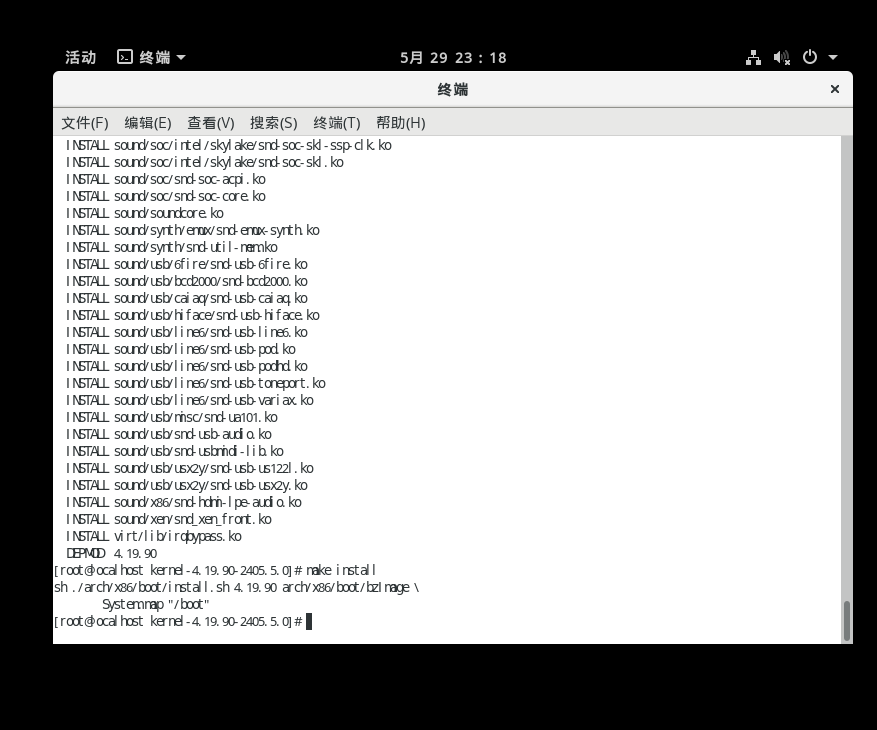 活动 终端 5月 29 23：18
终端
文件(F) 编辑(E) 查看(V) 搜索(S) 终端(T) 帮助(H)
INSTALL sound/soc/intel/skylake/snd-soc-skl-ssp-clk.ko
INSTALL sound/soc/intel/skylake/snd-soc-skl.ko
INSTALL sound/soc/snd-soc-acpi.ko
INSTALL sound/soc/snd-soc-core.ko
INSTALL sound/soundcore.ko
INSTALL sound/synth/emux/snd-emux-synth.ko
INSTALL sound/synth/snd-util-mem.ko
INSTALL sound/usb/6fire/snd-usb-6fire.ko
INSTALL sound/usb/bcd2000/snd-bcd2000.ko
INSTALL sound/usb/caiaq/snd-usb-caiaq.ko
INSTALL sound/usb/hiface/snd-usb-hiface.ko
INSTALL sound/usb/line6/snd-usb-line6.ko
INSTALL sound/usb/line6/snd-usb-pod.ko
INSTALL sound/usb/line6/snd-usb-podhd.ko
INSTALL sound/usb/line6/snd-usb-toneport.ko
INSTALL sound/usb/line6/snd-usb-variax.ko
INSTALL sound/usb/misc/snd-ua101.ko
INSTALL sound/usb/snd-usb-audio.ko
INSTALL sound/usb/snd-usbmidi-lib.ko
INSTALL sound/usb/usx2y/snd-usb-us122l.ko
INSTALL sound/usb/usx2y/snd-usb-usx2y.ko
INSTALL sound/x86/snd-hdmi-lpe-audio.ko
INSTALL sound/xen/snd_xen_front.ko
INSTALL virt/lib/irqbypass.ko
DEPMOD 4.19.90
[root@localhost kernel-4.19.90-2405.5.0]# make install
sh ./arch/x86/boot/install.sh 4.19.90 arch/x86/boot/bzImage \
System.map "/boot"
[root@localhost kernel-4.19.90-2405.5.0]#